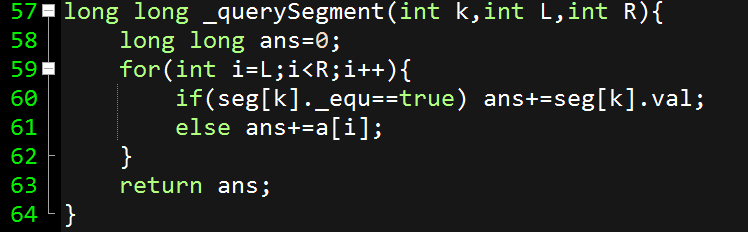 57 long long _querySegment(int k,int L,int R){
58 long long ans=0;
59 for(int i=L;i<R;i++){
60 if(seg[k]._equ==true) ans+=seg[k].val;
61 else ans+=a[i];
62 }
63 return ans;
64 }